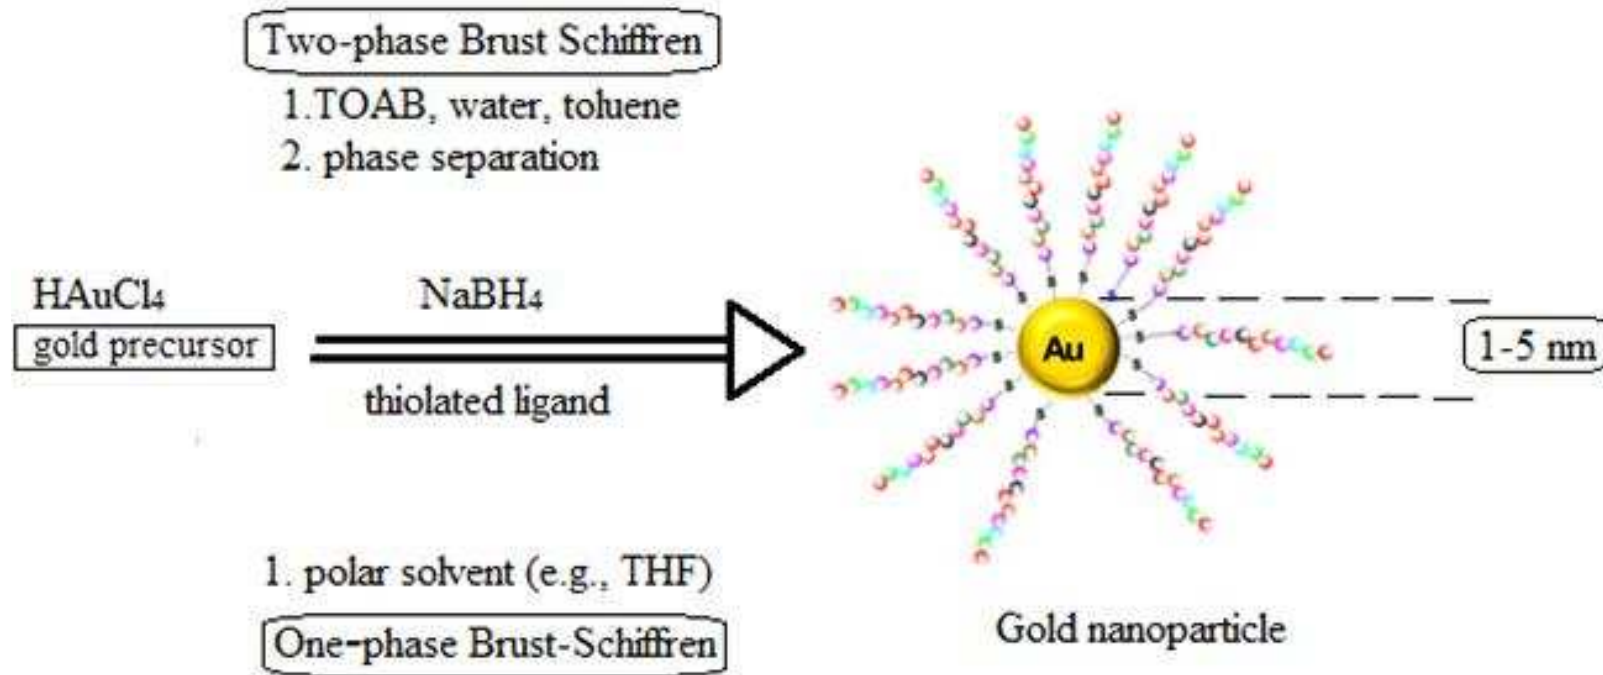 Two-phase Brust Schiffren
1.TOAB, water, toluene
2. phase separation
HAuCl₄
gold precursor
NaBH₄
thiolated ligand
s
s
s
s
s
s
s
s
s
s
s
s
s
Au
1-5 nm
1. polar solvent (e.g., THF)
One-phase Brust-Schiffren
Gold nanoparticle